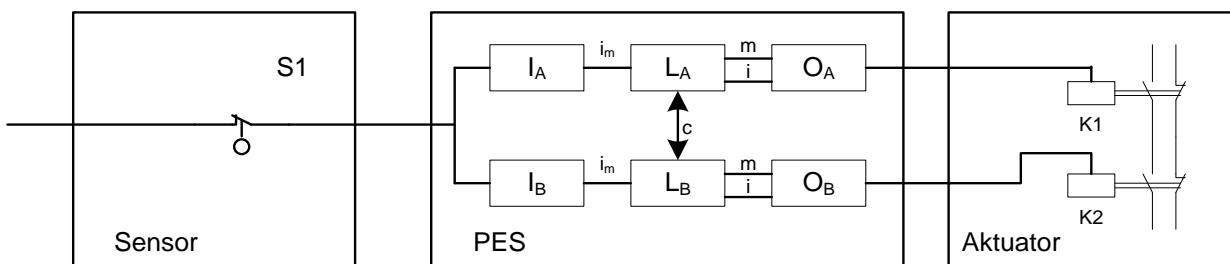 S1
Sensor
I_A
i_m
L_A
m
i
O_A
c
I_B
i_m
L_B
m
i
O_B
PES
K1
K2
Aktuator